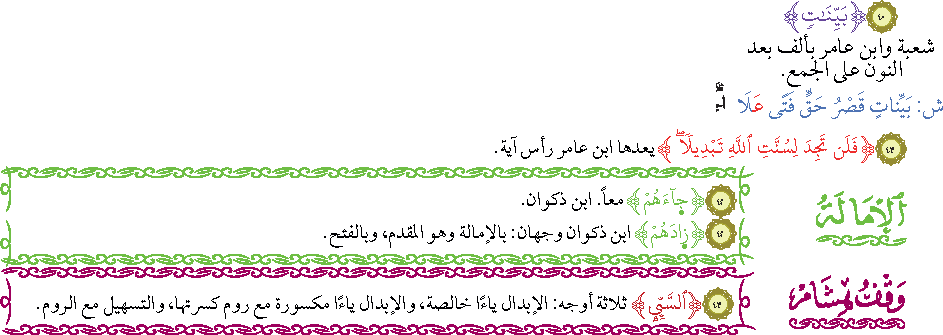 ٤٠ ﴿بَيِّنَٰتٖ﴾
شعبة وابن عامر بألف بعد
النون على الجمع.
ش: بَيِّنَاتٍ قَصْرُ حَقٍّ فَتًى عَلَا
٤٣ ﴿فَلَن تَجِدَ لِسُنَّتِ ٱللَّهِ تَبْدِيلٗاۖ﴾ يعدها ابن عامر رأس آية.
ٱلْإِمَالَةُ
٤٢ ﴿جَآءَهُمْ﴾ معاً. ابن ذكوان.
٤٢ ﴿زَادَهُمْ﴾ ابن ذكوان وجهان: بالإمالة وهو المقدم، وبالفتح.
وَقْفُ هِشَامٍ
٤٣ ﴿ٱلسَّيِّيِٕ﴾ ثلاثة أوجه: الإبدال ياءًا خالصة، والإبدال ياءًا مكسورة مع روم كسرتها، والتسهيل مع الروم.